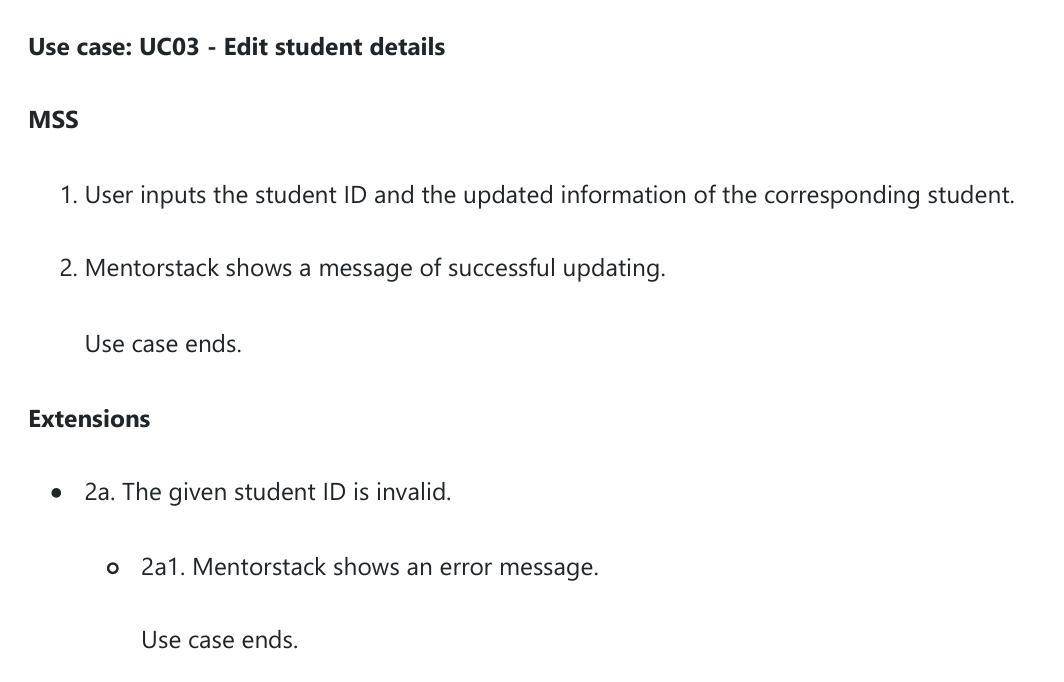 Use case: UC03 - Edit student details
MSS
1. User inputs the student ID and the updated information of the corresponding student.
2. Mentorstack shows a message of successful updating.
Use case ends.
Extensions
● 2a. The given student ID is invalid.
○ 2a1. Mentorstack shows an error message.
Use case ends.